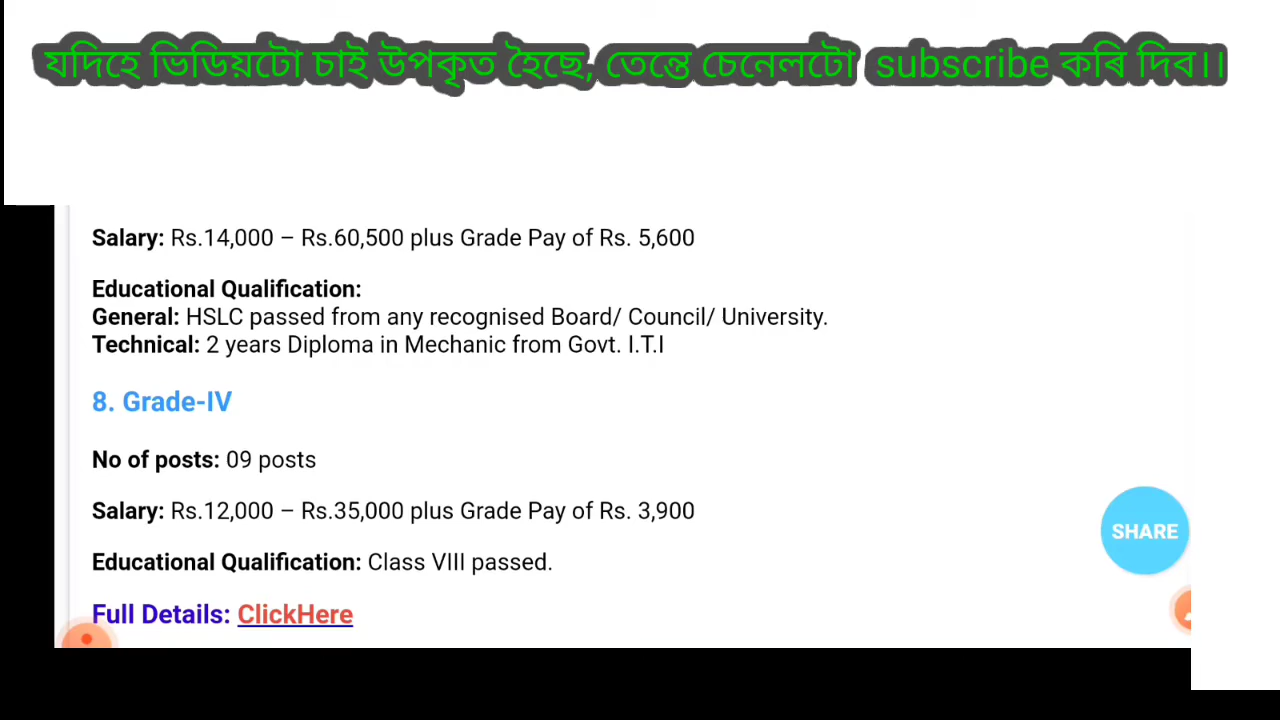 যদিহে ভিডিয়টো চাই উপকৃত হৈছে, তেন্তে চেনেলটো subscribe কৰি দিব।।
Salary: Rs.14,000 – Rs.60,500 plus Grade Pay of Rs. 5,600
Educational Qualification:
General: HSLC passed from any recognised Board/ Council/ University.
Technical: 2 years Diploma in Mechanic from Govt. I.T.I
8. Grade-IV
No of posts: 09 posts
Salary: Rs.12,000 – Rs.35,000 plus Grade Pay of Rs. 3,900
SHARE
Educational Qualification: Class VIII passed.
Full Details: ClickHere